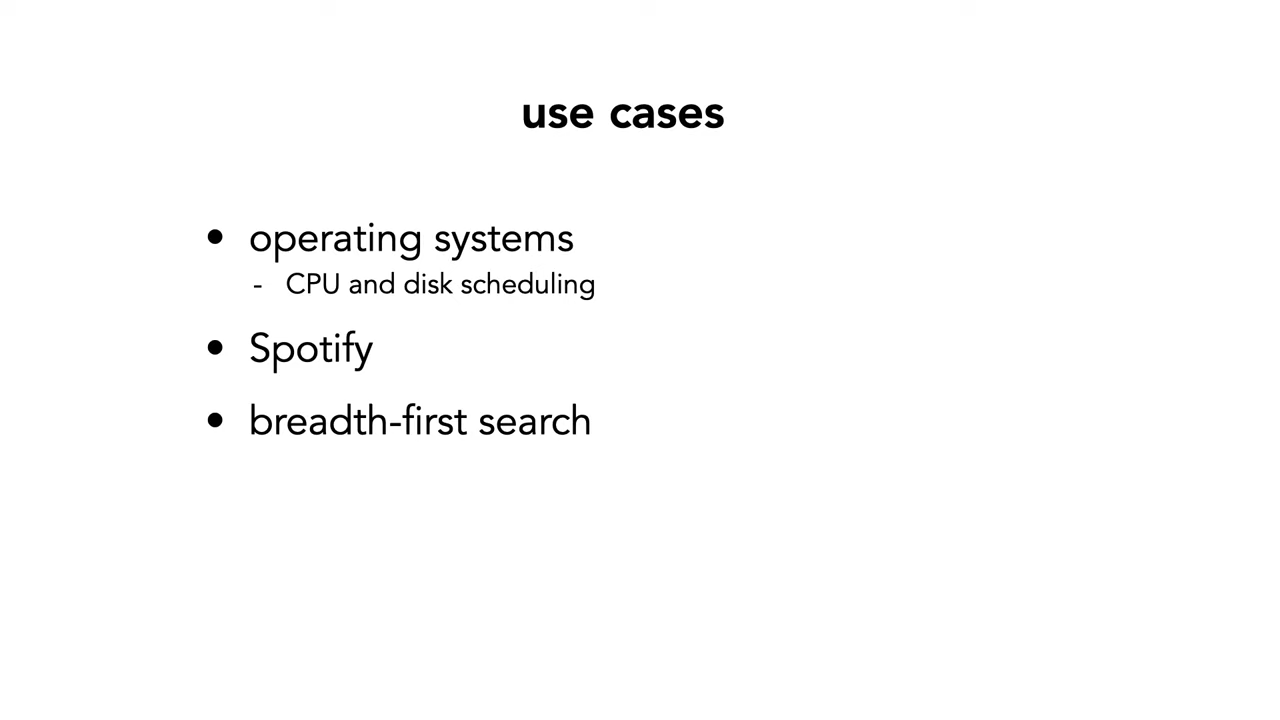 use cases
• operating systems
- CPU and disk scheduling
• Spotify
• breadth-first search